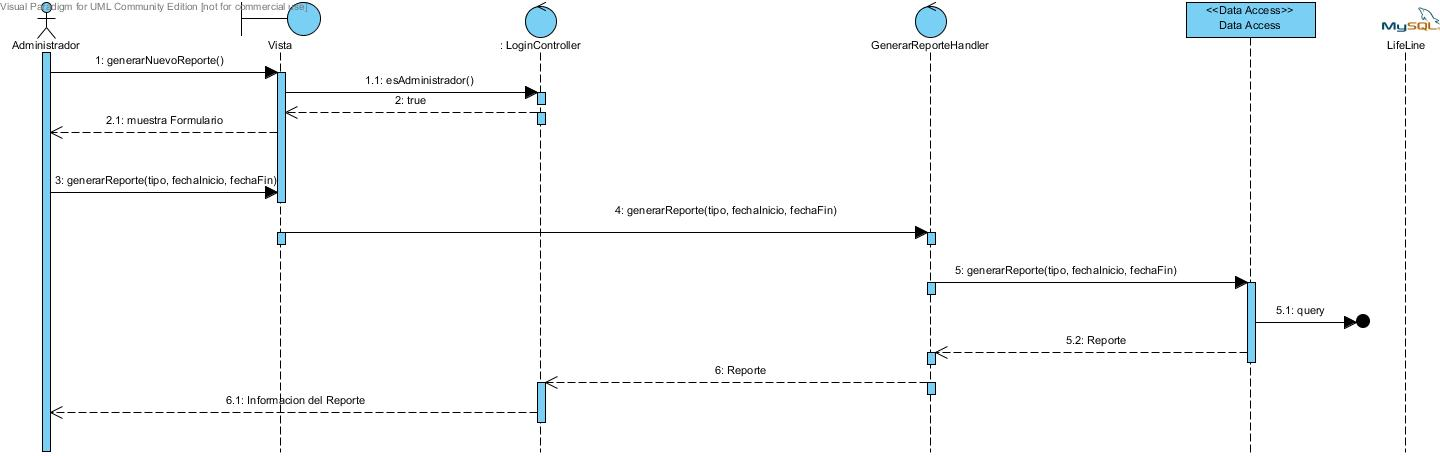 Visual Paradigm for UML Community Edition [not for commercial use]
<<Data Access>>
Data Access
MySQL
Administrador
Vista
: LoginController
GenerarReporteHandler
LifeLine
1: generarNuevoReporte()
1.1: esAdministrador()
2: true
2.1: muestra Formulario
3: generarReporte(tipo, fechaInicio, fechaFin)
4: generarReporte(tipo, fechaInicio, fechaFin)
5: generarReporte(tipo, fechaInicio, fechaFin)
5.1: query
5.2: Reporte
6: Reporte
6.1: Informacion del Reporte